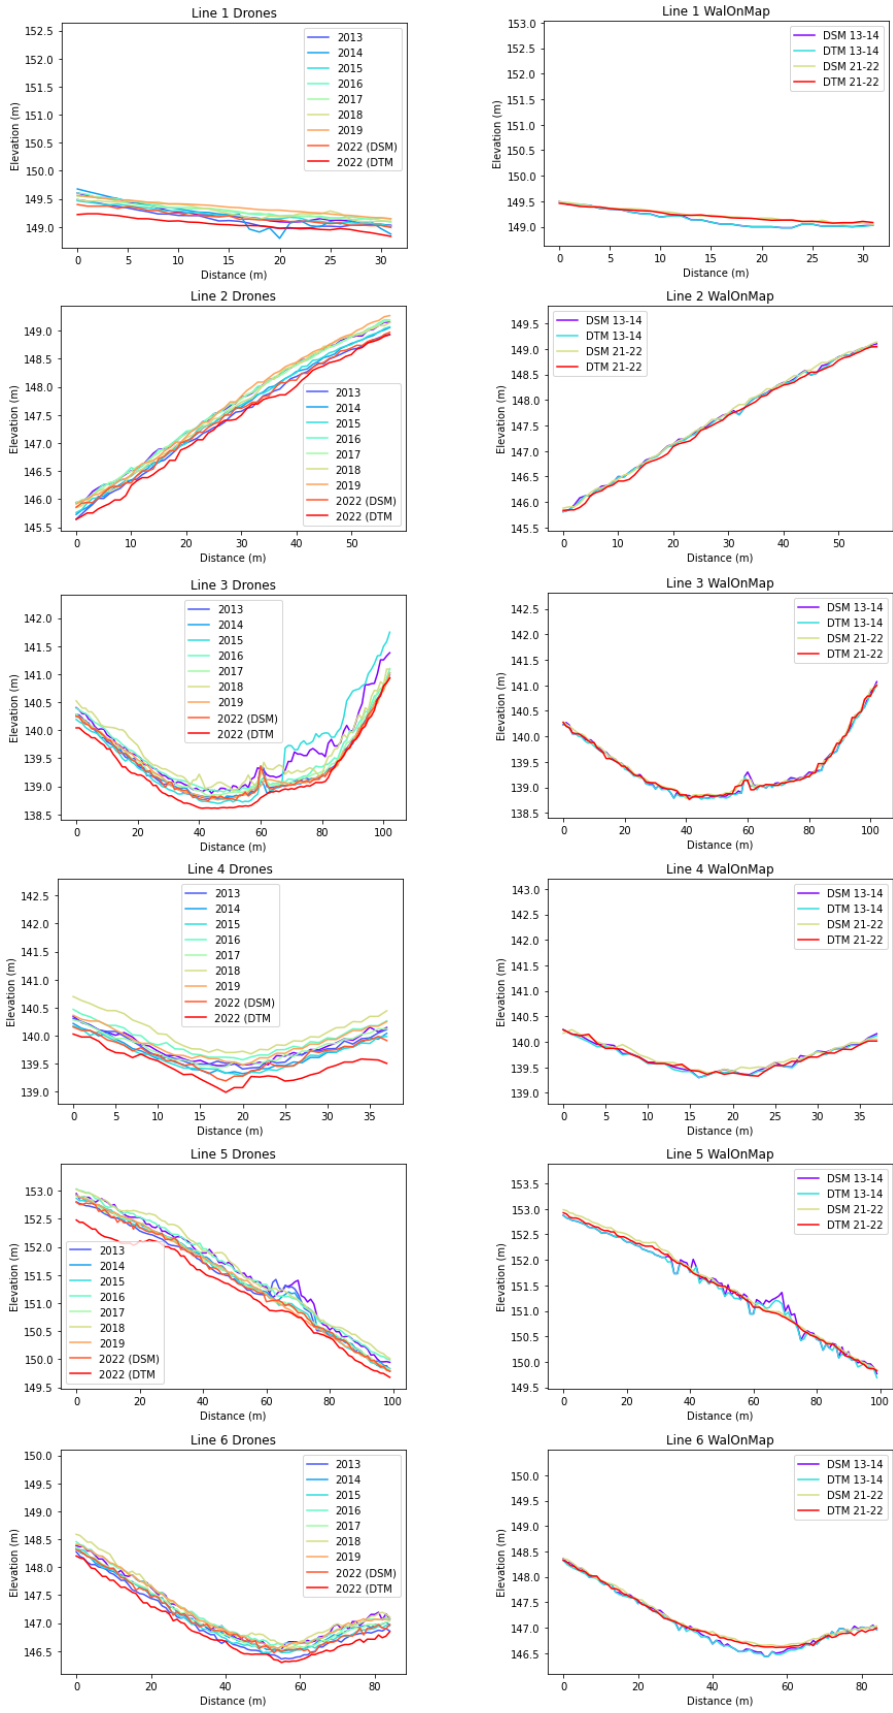 Line 1 Drones
Elevation (m)
152.5
152.0
151.5
151.0
150.5
150.0
149.5
149.0
2013
2014
2015
2016
2017
2018
2019
2022 (DSM)
2022 (DTM
0 5 10 15 20 25 30
Distance (m)
Line 1 WalOnMap
Elevation (m)
153.0
152.5
152.0
151.5
151.0
150.5
150.0
149.5
149.0
DSM 13-14
DTM 13-14
DSM 21-22
DTM 21-22
0 5 10 15 20 25 30
Distance (m)
Line 2 Drones
Elevation (m)
149.0
148.5
148.0
147.5
147.0
146.5
146.0
145.5
2013
2014
2015
2016
2017
2018
2019
2022 (DSM)
2022 (DTM
0 10 20 30 40 50
Distance (m)
Line 2 WalOnMap
Elevation (m)
149.5
149.0
148.5
148.0
147.5
147.0
146.5
146.0
145.5
DSM 13-14
DTM 13-14
DSM 21-22
DTM 21-22
0 10 20 30 40 50
Distance (m)
Line 3 Drones
Elevation (m)
142.0
141.5
141.0
140.5
140.0
139.5
139.0
138.5
2013
2014
2015
2016
2017
2018
2019
2022 (DSM)
2022 (DTM
0 20 40 60 80 100
Distance (m)
Line 3 WalOnMap
Elevation (m)
142.5
142.0
141.5
141.0
140.5
140.0
139.5
139.0
138.5
DSM 13-14
DTM 13-14
DSM 21-22
DTM 21-22
0 20 40 60 80 100
Distance (m)
Line 4 Drones
Elevation (m)
142.5
142.0
141.5
141.0
140.5
140.0
139.5
139.0
2013
2014
2015
2016
2017
2018
2019
2022 (DSM)
2022 (DTM
0 5 10 15 20 25 30 35
Distance (m)
Line 4 WalOnMap
Elevation (m)
143.0
142.5
142.0
141.5
141.0
140.5
140.0
139.5
139.0
DSM 13-14
DTM 13-14
DSM 21-22
DTM 21-22
0 5 10 15 20 25 30 35
Distance (m)
Line 5 Drones
Elevation (m)
153.0
152.5
152.0
151.5
151.0
150.5
150.0
149.5
2013
2014
2015
2016
2017
2018
2019
2022 (DSM)
2022 (DTM
0 20 40 60 80 100
Distance (m)
Line 5 WalOnMap
Elevation (m)
153.5
153.0
152.5
152.0
151.5
151.0
150.5
150.0
149.5
DSM 13-14
DTM 13-14
DSM 21-22
DTM 21-22
0 20 40 60 80 100
Distance (m)
Line 6 Drones
Elevation (m)
150.0
149.5
149.0
148.5
148.0
147.5
147.0
146.5
2013
2014
2015
2016
2017
2018
2019
2022 (DSM)
2022 (DTM
0 20 40 60 80
Distance (m)
Line 6 WalOnMap
Elevation (m)
150.0
149.5
149.0
148.5
148.0
147.5
147.0
146.5
DSM 13-14
DTM 13-14
DSM 21-22
DTM 21-22
0 20 40 60 80
Distance (m)